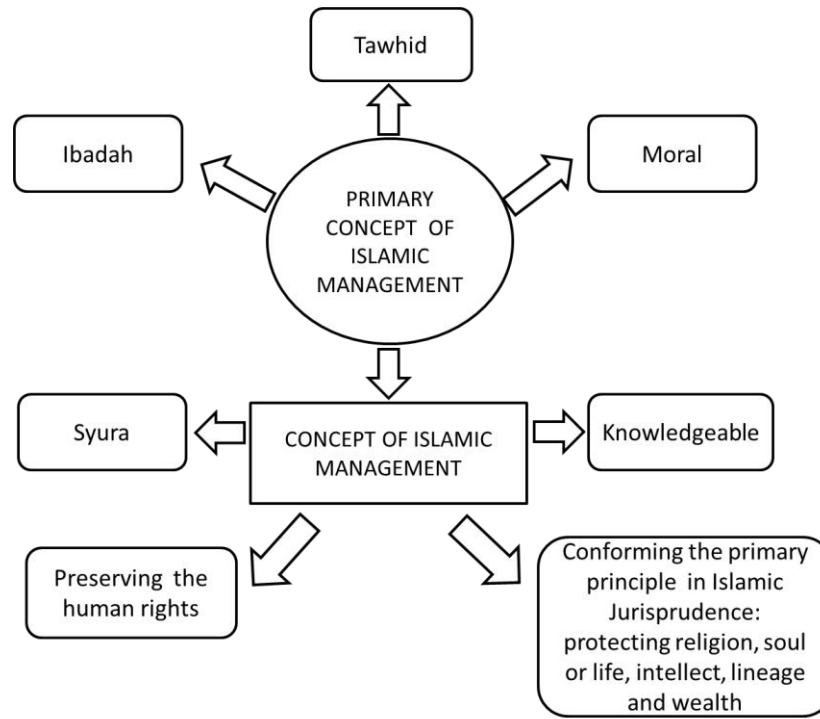 Tawhid
Ibadah
Moral
PRIMARY
CONCEPT OF
ISLAMIC
MANAGEMENT
Syura
CONCEPT OF ISLAMIC
MANAGEMENT
Knowledgeable
Preserving the
human rights
Conforming the primary
principle in Islamic
Jurisprudence:
protecting religion, soul
or life, intellect, lineage
and wealth